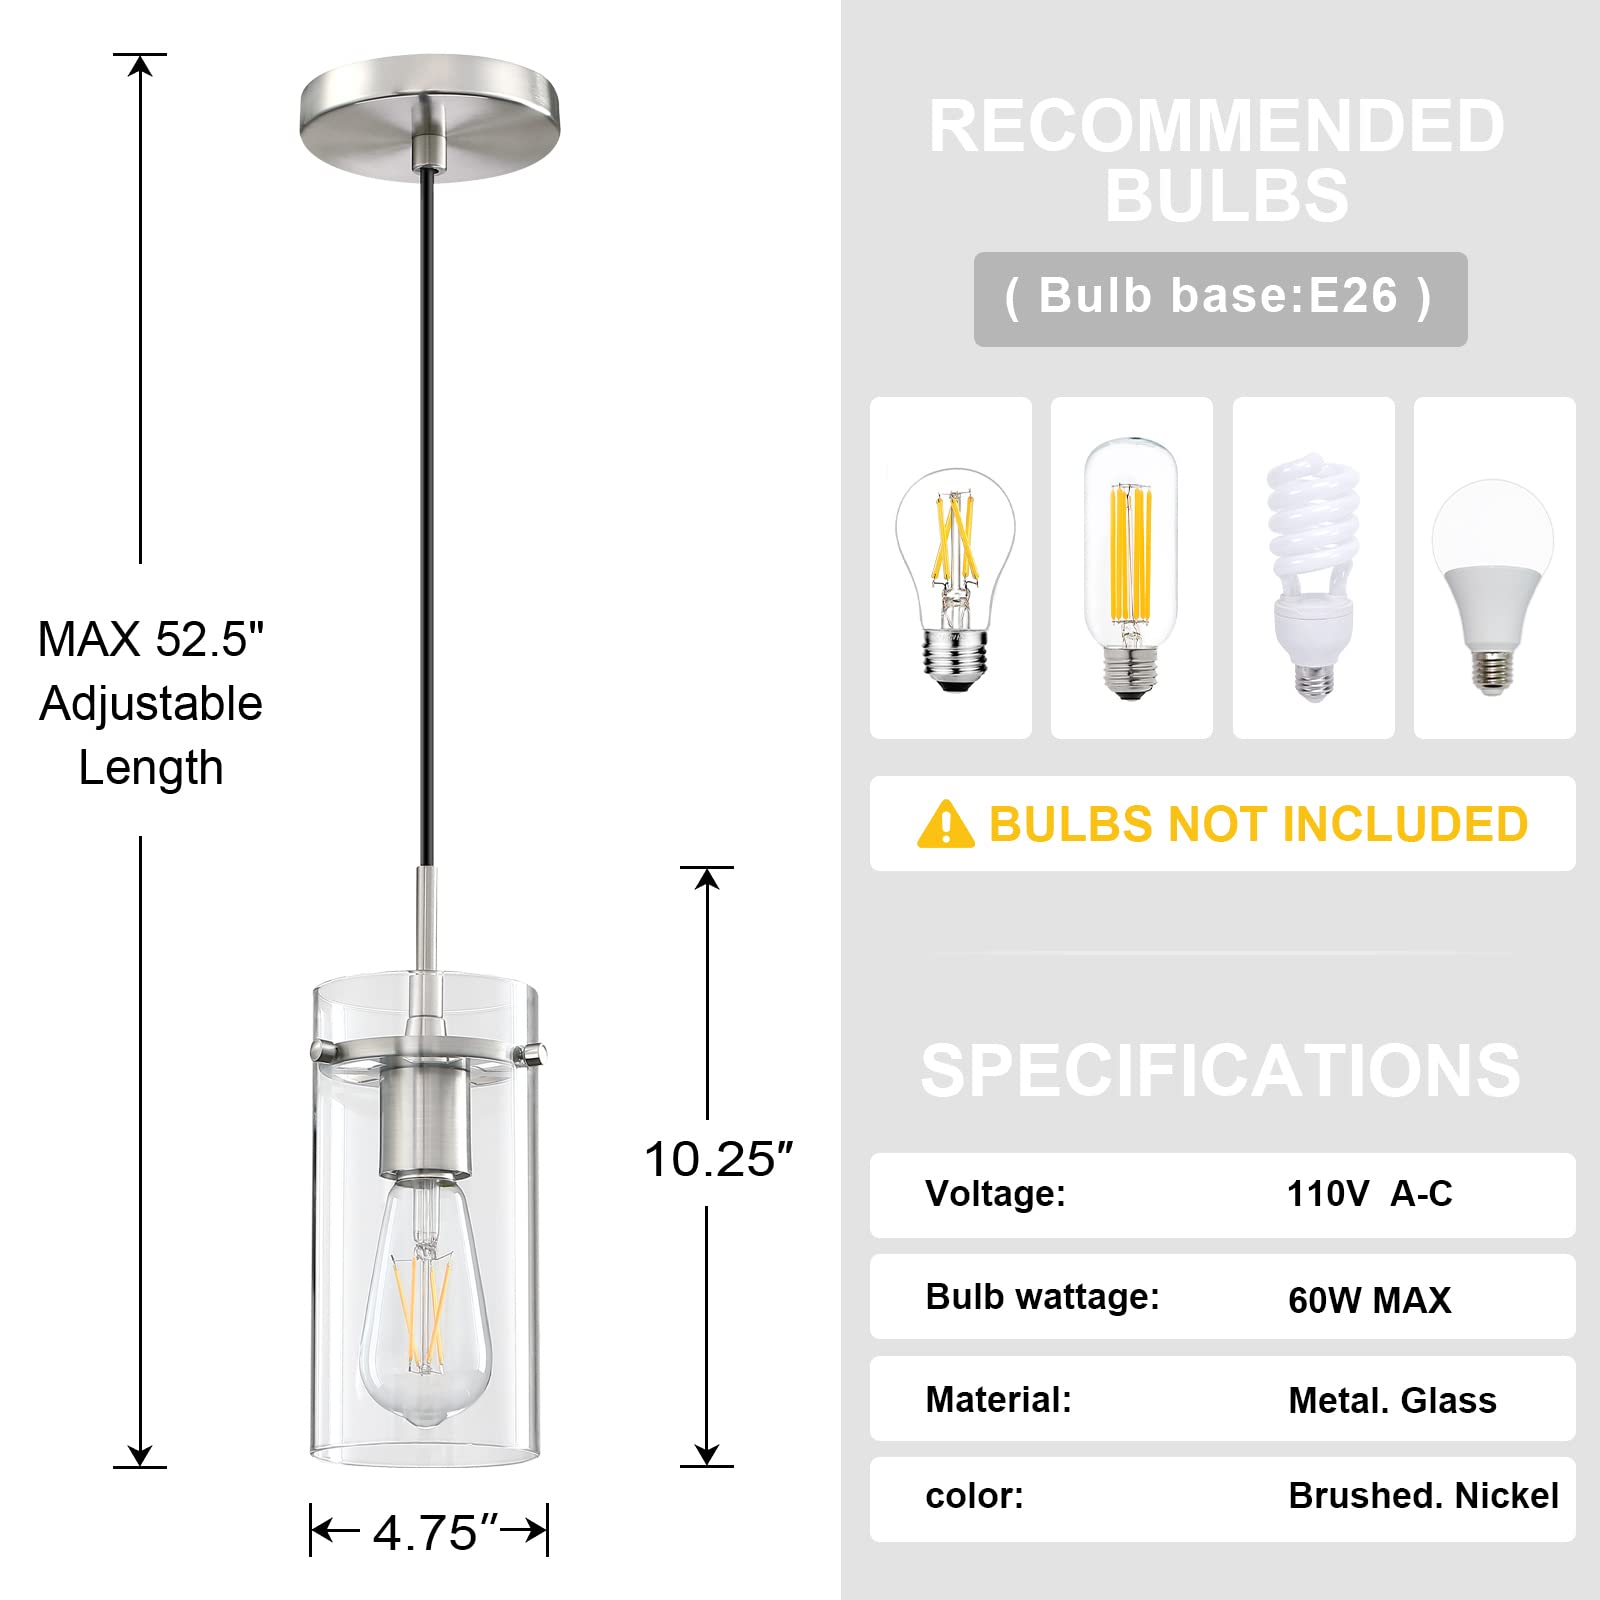 MAX 52.5"
Adjustable
Length
10.25″
4.75″
RECOMMENDED
BULBS
( Bulb base:E26 )
BULBS NOT INCLUDED
SPECIFICATIONS
Voltage: 110V A-C
Bulb wattage: 60W MAX
Material: Metal. Glass
color: Brushed. Nickel